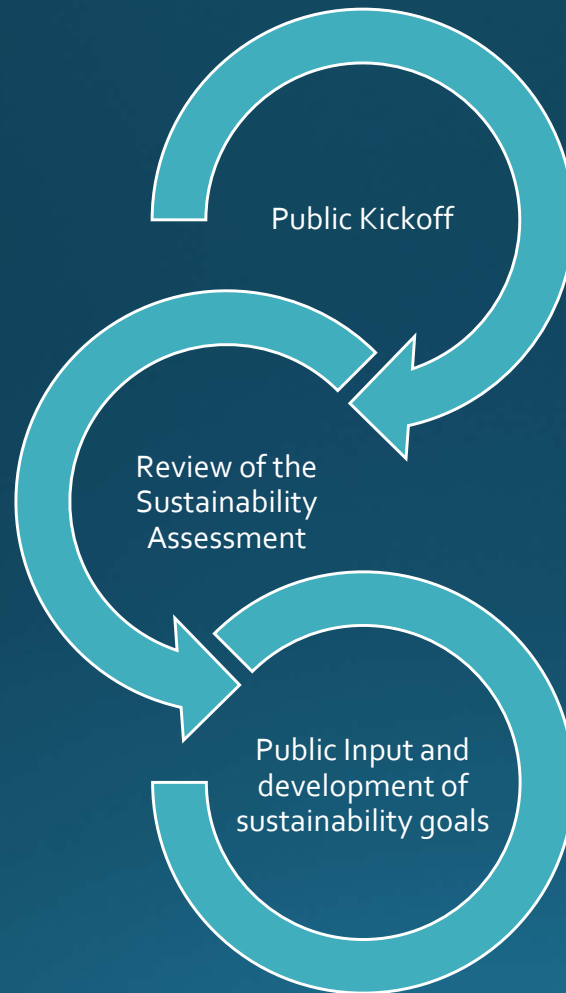 Public Kickoff
Review of the
Sustainability
Assessment
Public Input and
development of
sustainability goals